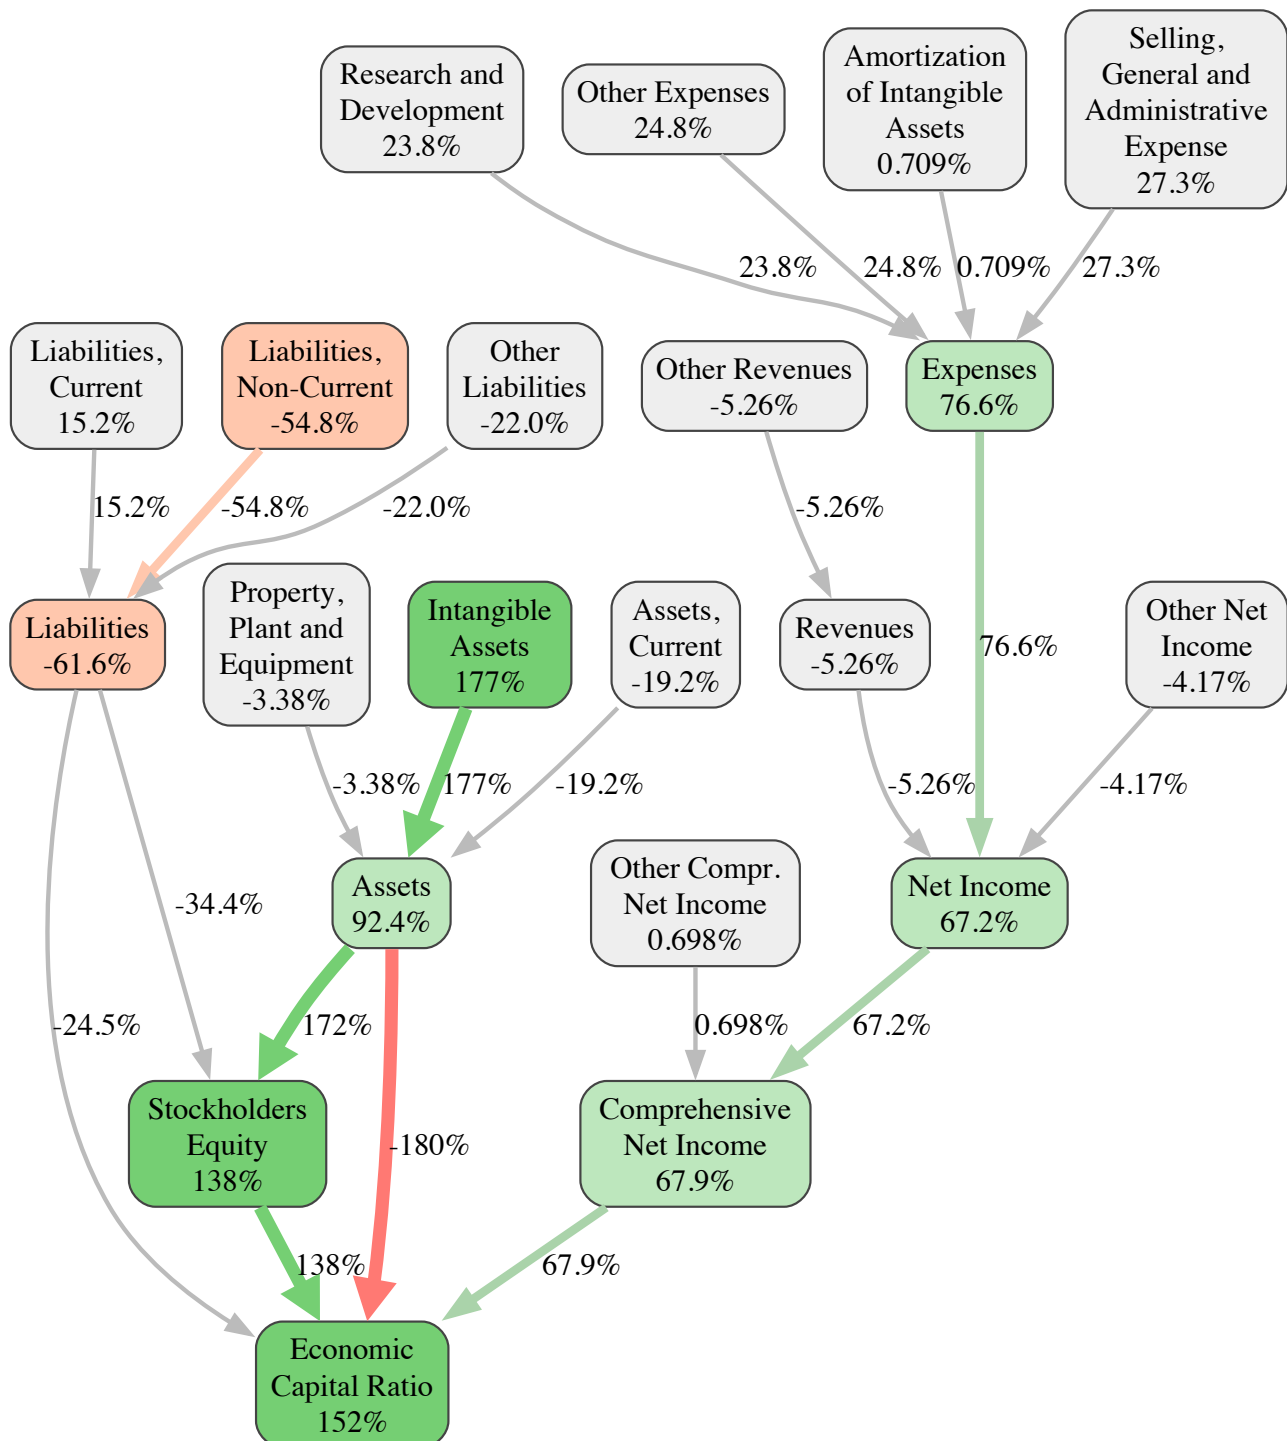 Research and
Development
23.8%
Other Expenses
24.8%
Amortization
of Intangible
Assets
0.709%
Selling,
General and
Administrative
Expense
27.3%
23.8%
24.8%
0.709%
27.3%
Liabilities,
Current
15.2%
Liabilities,
Non-Current
-54.8%
Other
Liabilities
-22.0%
Other Revenues
-5.26%
Expenses
76.6%
15.2%
-54.8%
-22.0%
-5.26%
Liabilities
-61.6%
Property,
Plant and
Equipment
-3.38%
Intangible
Assets
177%
Assets,
Current
-19.2%
Revenues
-5.26%
76.6%
Other Net
Income
-4.17%
-3.38%
177%
-19.2%
-5.26%
-4.17%
Assets
92.4%
Other Compr.
Net Income
0.698%
Net Income
67.2%
-34.4%
-24.5%
172%
0.698%
67.2%
Stockholders
Equity
138%
-180%
Comprehensive
Net Income
67.9%
138%
67.9%
Economic
Capital Ratio
152%